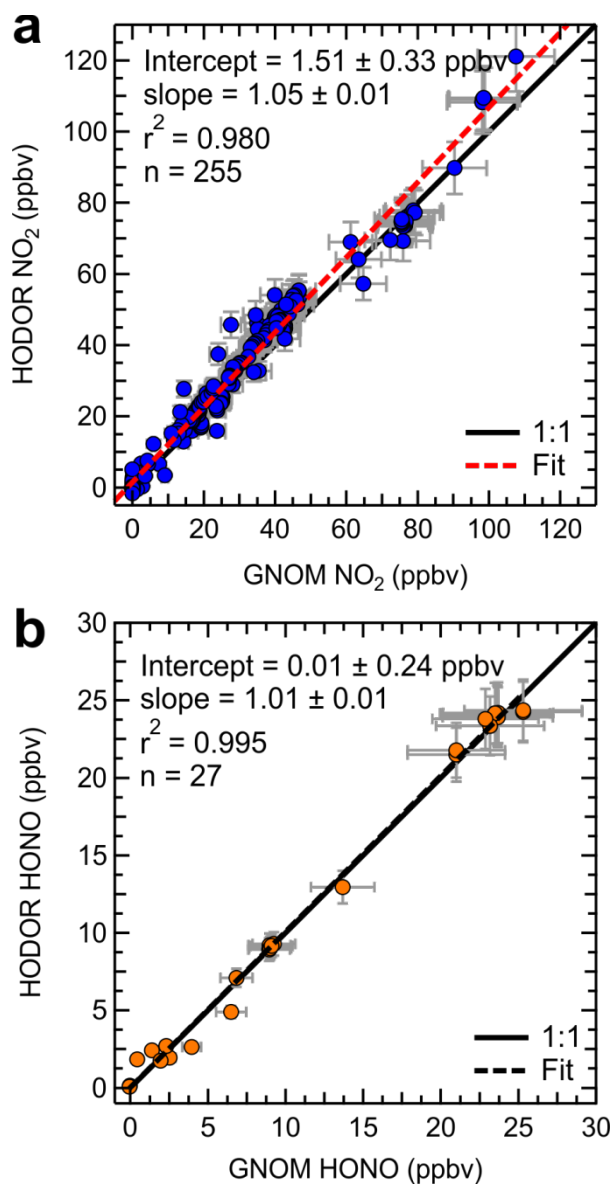 a
Intercept = 1.51 ± 0.33 ppbv
slope = 1.05 ± 0.01
r² = 0.980
n = 255
HODOR NO₂ (ppbv)
120
100
80
60
40
20
0
1:1
Fit
0 20 40 60 80 100 120
GNOM NO₂ (ppbv)
b
Intercept = 0.01 ± 0.24 ppbv
slope = 1.01 ± 0.01
r² = 0.995
n = 27
HODOR HONO (ppbv)
30
25
20
15
10
5
0
1:1
Fit
0 5 10 15 20 25 30
GNOM HONO (ppbv)